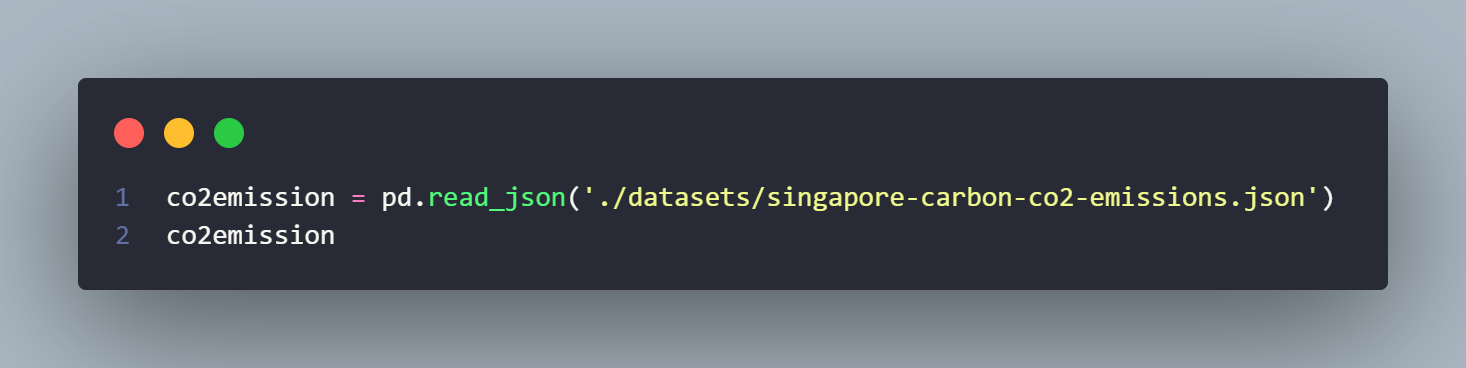 1 co2emission = pd.read_json('./datasets/singapore-carbon-co2-emissions.json')
2 co2emission